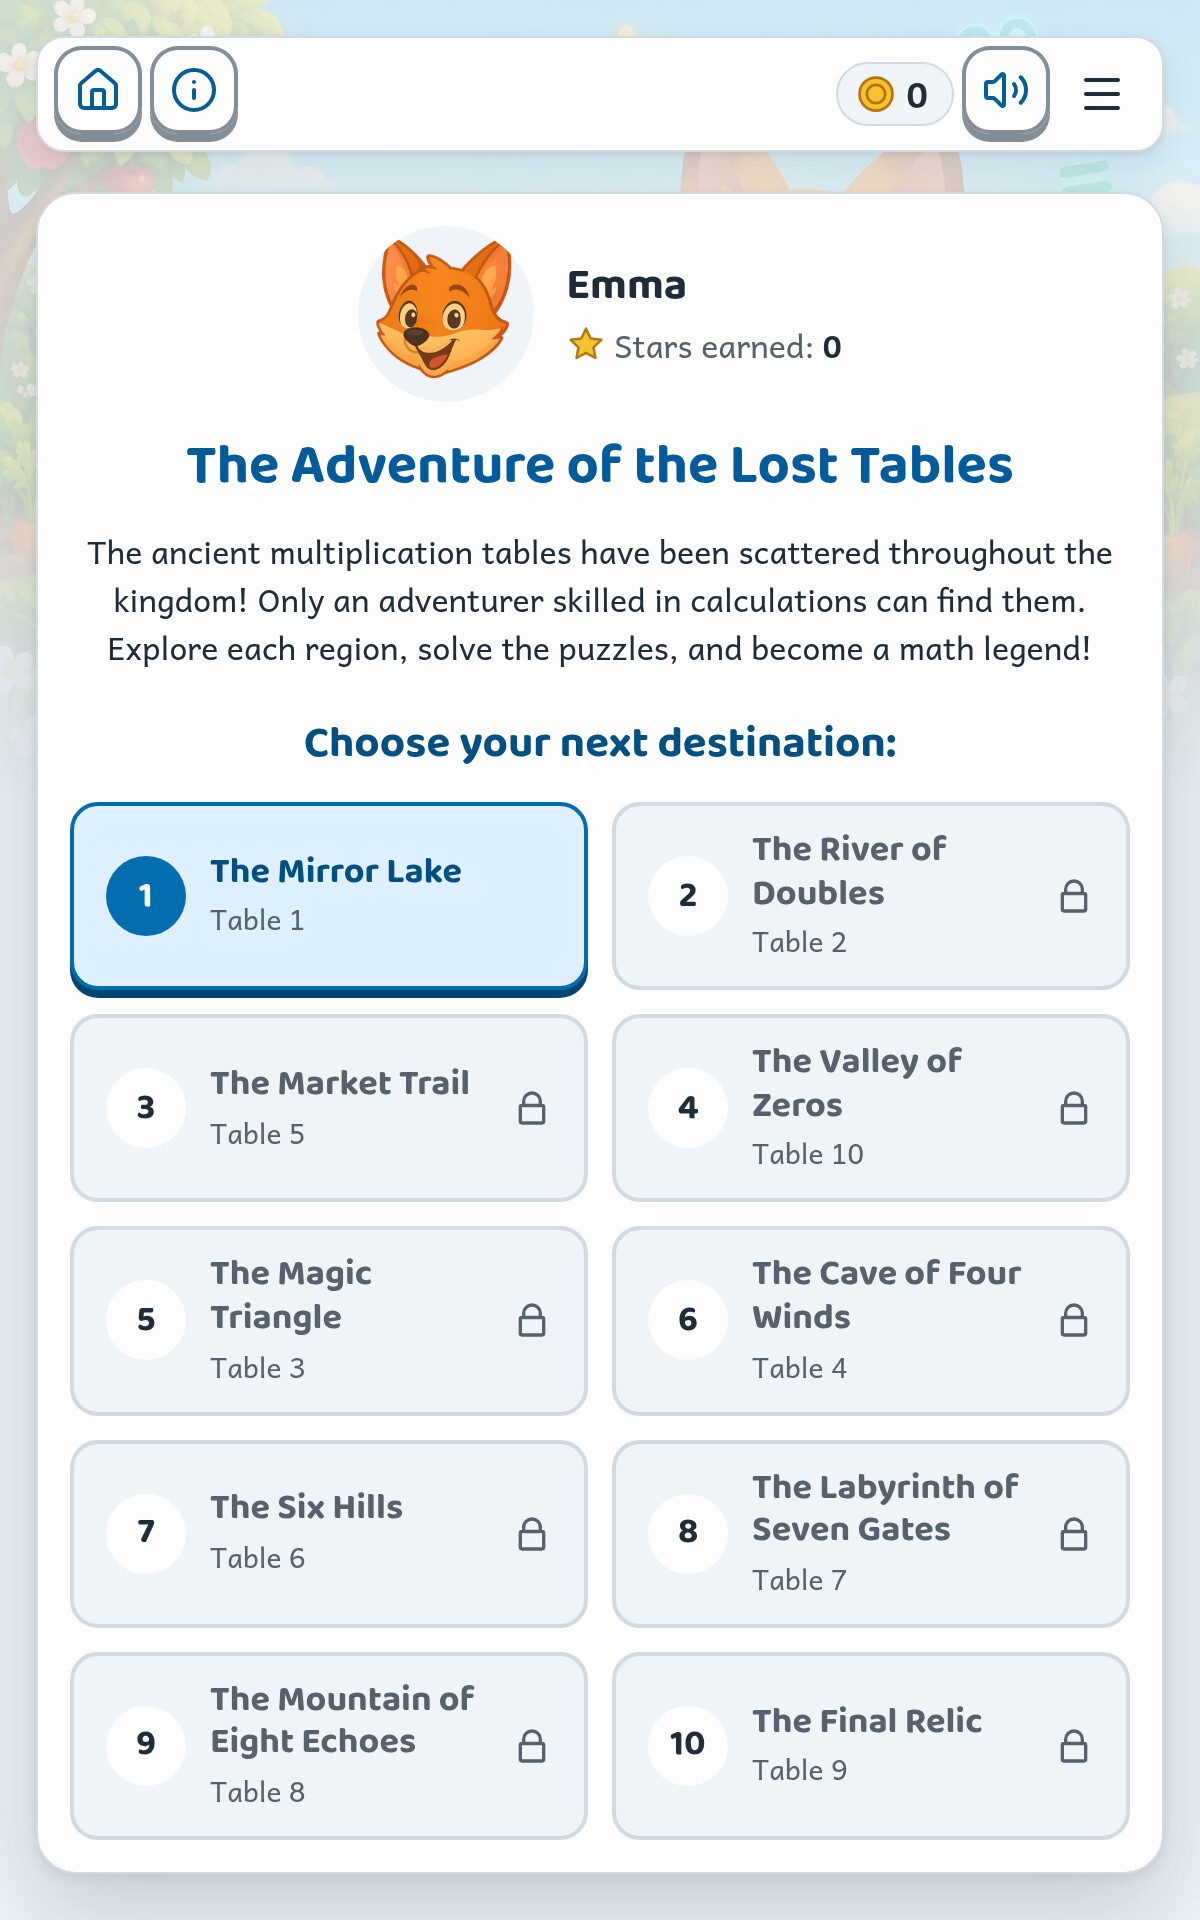 0
Emma
Stars earned: 0
The Adventure of the Lost Tables
The ancient multiplication tables have been scattered throughout the
kingdom! Only an adventurer skilled in calculations can find them.
Explore each region, solve the puzzles, and become a math legend!
Choose your next destination:
1
The Mirror Lake
Table 1
2
The River of
Doubles
Table 2
3
The Market Trail
Table 5
4
The Valley of
Zeros
Table 10
5
The Magic
Triangle
Table 3
6
The Cave of Four
Winds
Table 4
7
The Six Hills
Table 6
8
The Labyrinth of
Seven Gates
Table 7
9
The Mountain of
Eight Echoes
Table 8
10
The Final Relic
Table 9